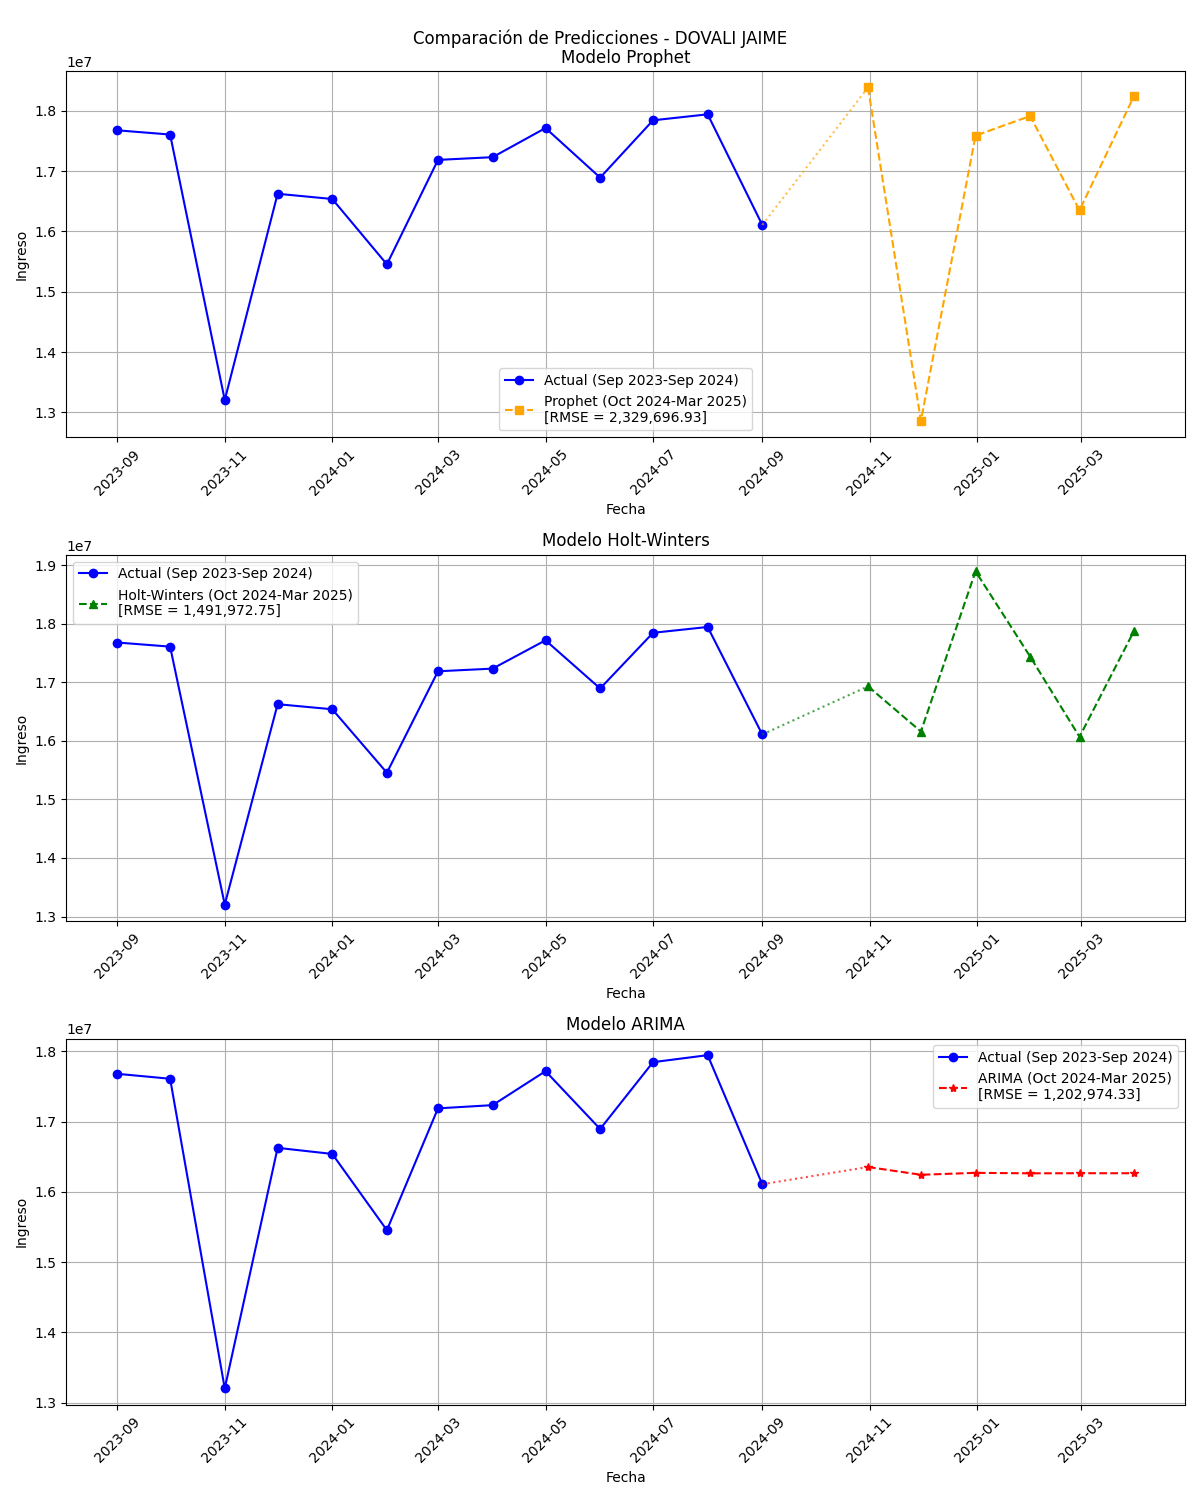 Comparación de Predicciones - DOVALI JAIME
Modelo Prophet
1e7
1.8
1.7
1.6
1.5
1.4
1.3
Ingreso
Actual (Sep 2023-Sep 2024)
Prophet (Oct 2024-Mar 2025)
[RMSE = 2,329,696.93]
2023-09
2023-11
2024-01
2024-03
2024-05
2024-07
2024-09
2024-11
2025-01
2025-03
Fecha
Modelo Holt-Winters
1e7
1.9
1.8
1.7
1.6
1.5
1.4
1.3
Ingreso
Actual (Sep 2023-Sep 2024)
Holt-Winters (Oct 2024-Mar 2025)
[RMSE = 1,491,972.75]
2023-09
2023-11
2024-01
2024-03
2024-05
2024-07
2024-09
2024-11
2025-01
2025-03
Fecha
Modelo ARIMA
1e7
1.8
1.7
1.6
1.5
1.4
1.3
Ingreso
Actual (Sep 2023-Sep 2024)
ARIMA (Oct 2024-Mar 2025)
[RMSE = 1,202,974.33]
2023-09
2023-11
2024-01
2024-03
2024-05
2024-07
2024-09
2024-11
2025-01
2025-03
Fecha